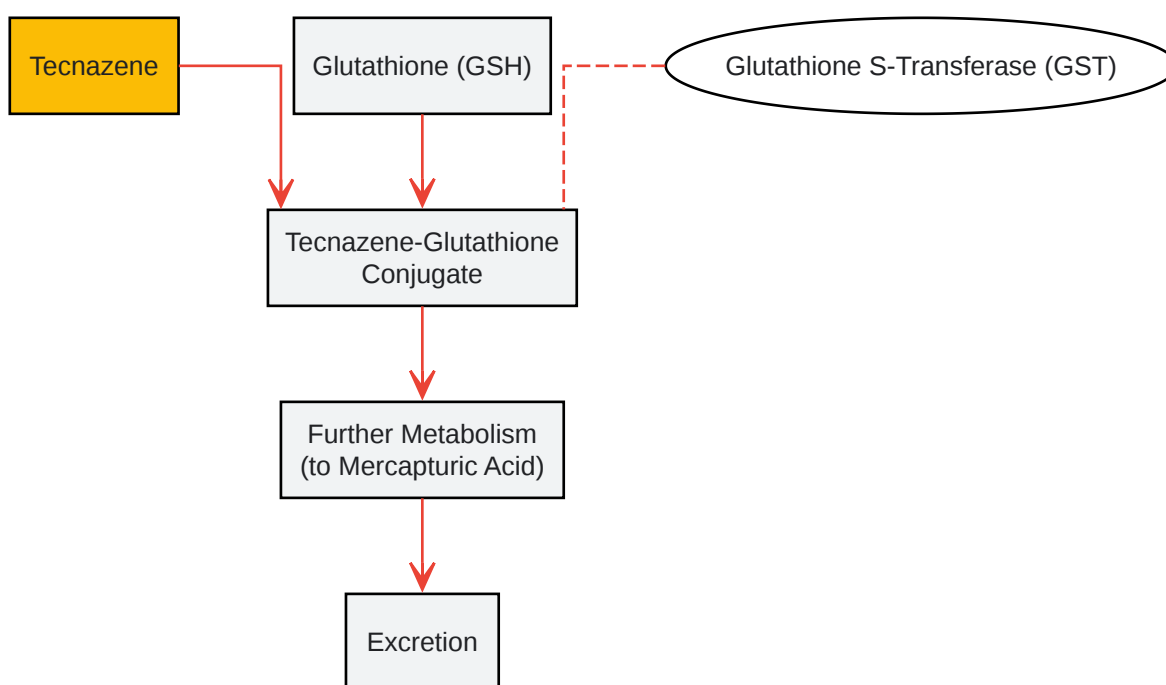 Tecnazene
Glutathione (GSH)
Glutathione S-Transferase (GST)
Tecnazene-Glutathione
Conjugate
Further Metabolism
(to Mercapturic Acid)
Excretion